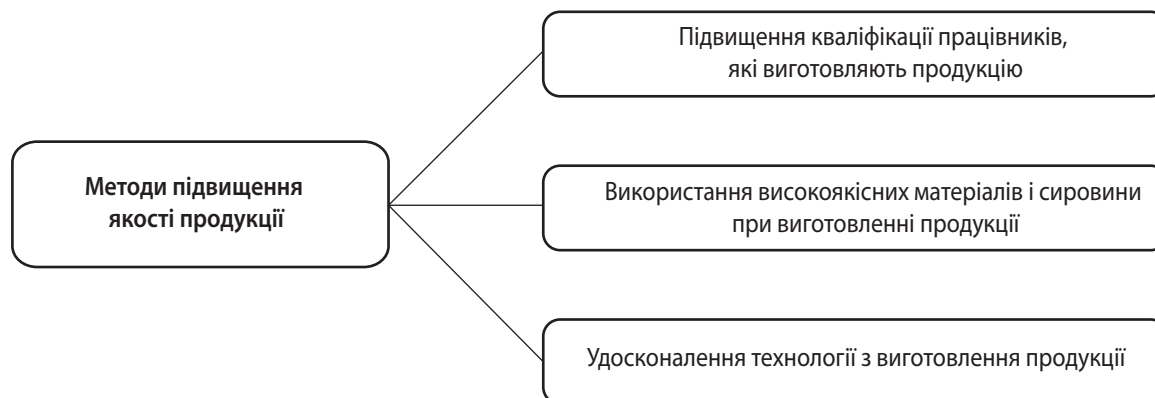 Підвищення кваліфікації працівників,
які виготовляють продукцію
Методи підвищення
якості продукції
Використання високоякісних матеріалів і сировини
при виготовленні продукції
Удосконалення технології з виготовлення продукції